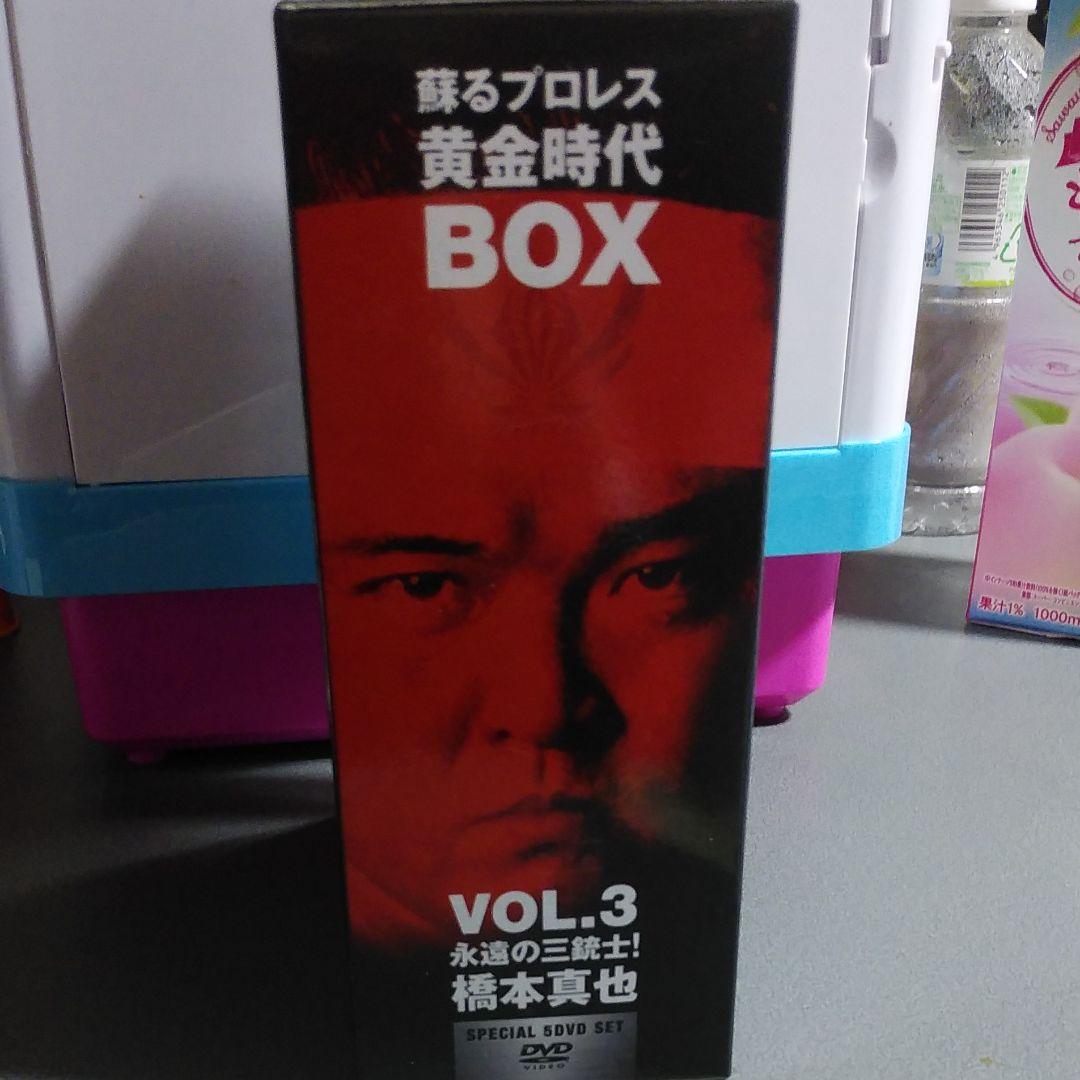 蘇るプロレス
黄金時代
BOX
VOL.3
永遠の三銃士!
橋本真也
SPECIAL 5DVD SET
DVD
VIDEO
果汁1% 1000m